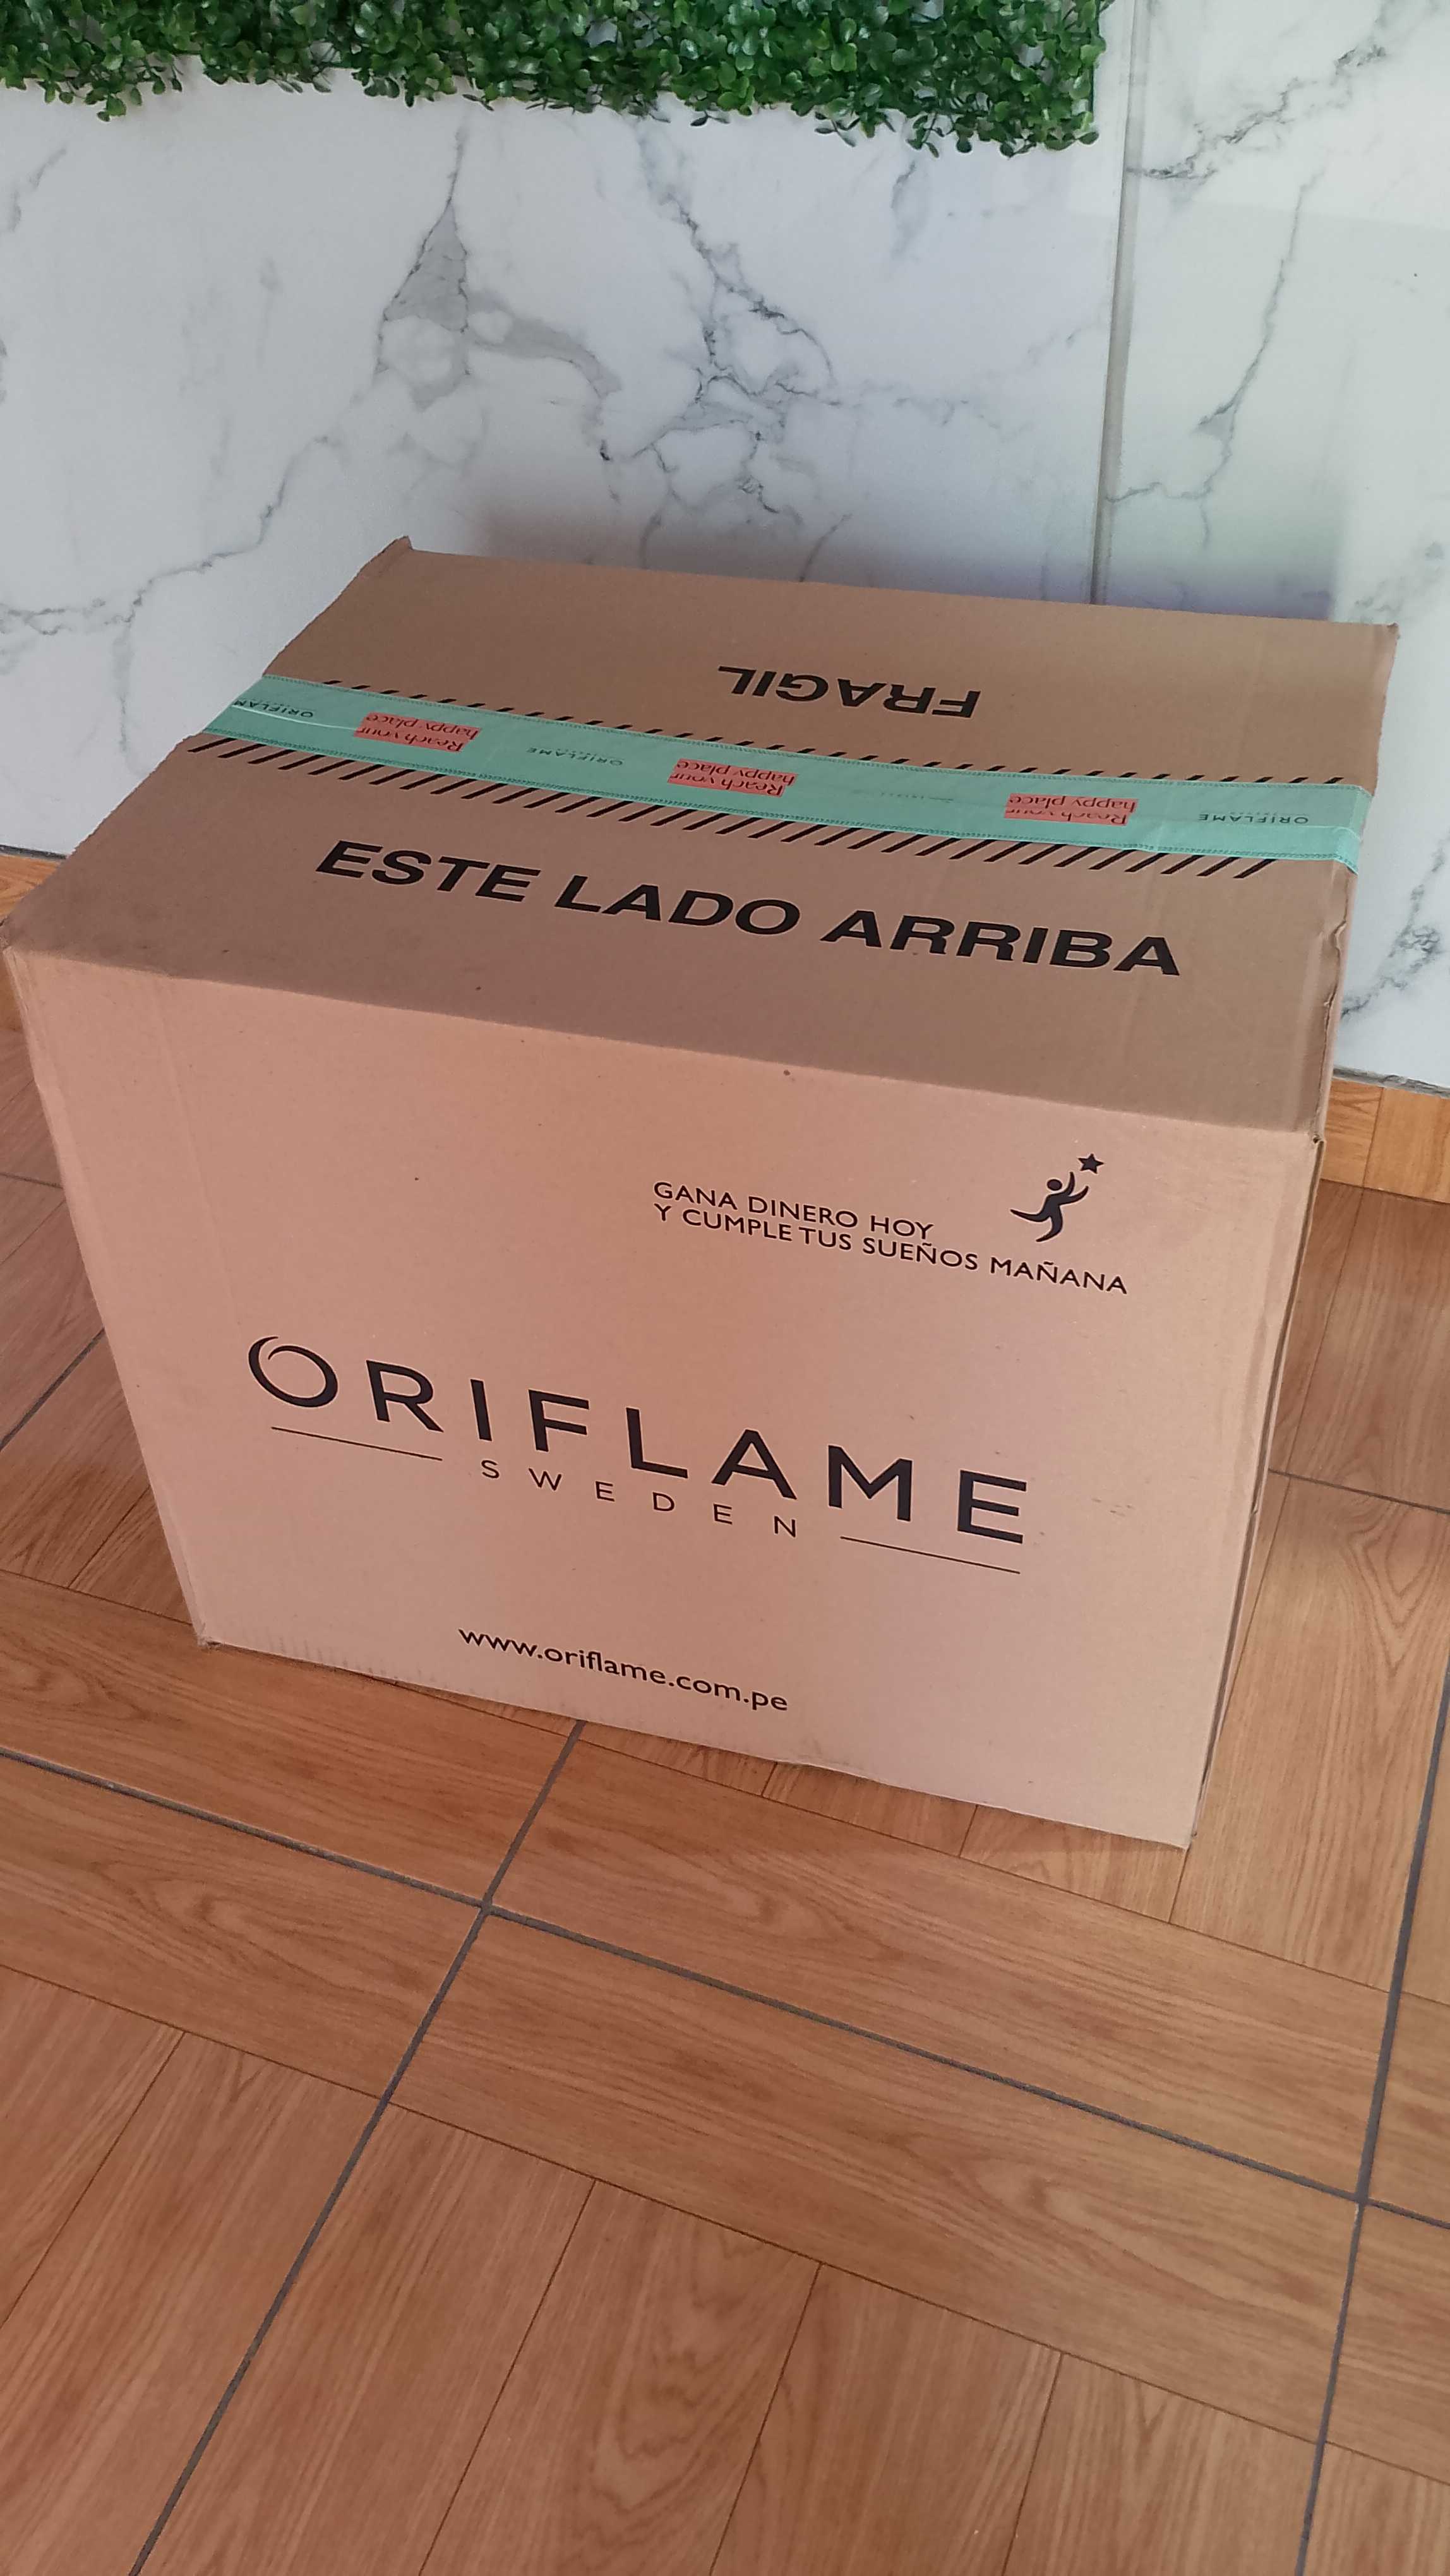 FRAGIL
ORIFLAM
Reach your
happy place
ORIFLAME
Reach your
happy place
Reach your
happy place
ORIFLAME
ESTE LADO ARRIBA
GANA DINERO HOY
Y CUMPLE TUS SUEÑOS MAÑANA
ORIFLAME
SWEDEN
www.oriflame.com.pe